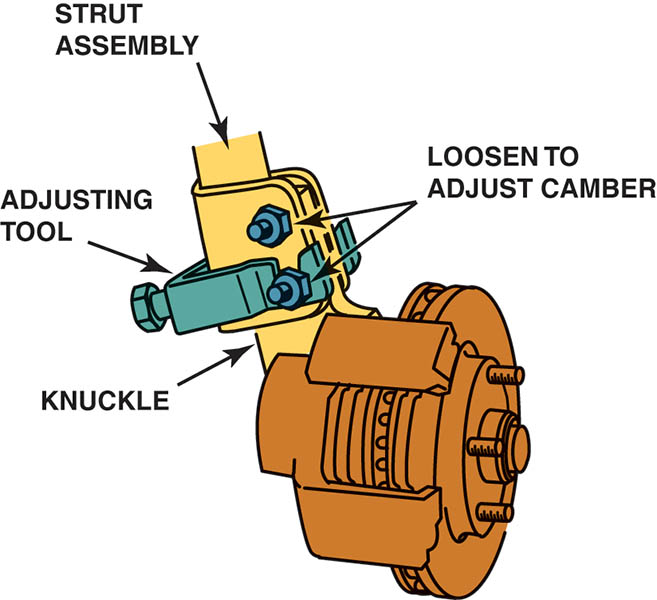 STRUT
ASSEMBLY
LOOSEN TO
ADJUST CAMBER
ADJUSTING
TOOL
KNUCKLE